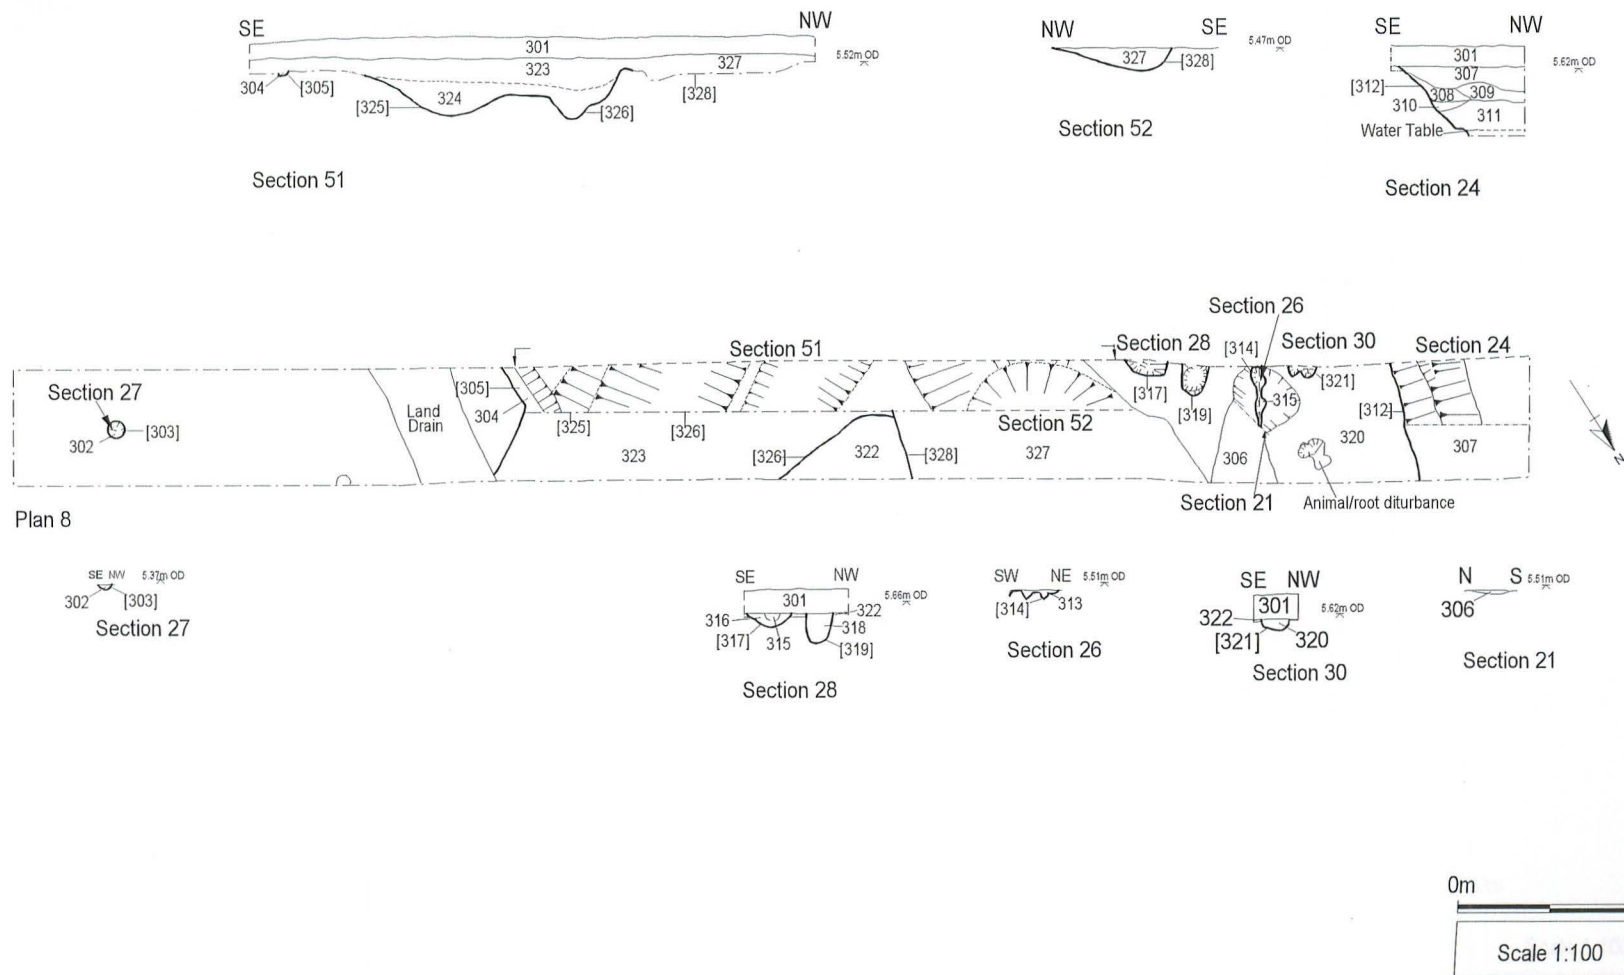 SE NW
301
323 327 5.52m OD
304 [305] [325] 324 [326] [328]
Section 51
NW SE
327 [328] 5.47m OD
Section 52
SE NW
301 5.62m OD
307
[312] 308 309
310 311
Water Table
Section 24
Section 26
Section 51 Section 28 [314] Section 30 Section 24
Section 27 [305] [317] [321]
Land
Drain
304 [319] 315 [312]
302 [303] [325] [326] Section 52 320
323 [326] 322 [328] 327 306 307
Section 21 Animal/root diturbance
N
Plan 8
SE NW 5.37m OD
302 [303]
Section 27
SE NW
301 5.66m OD
316 322
[317] 315 318
[319]
Section 28
SW NE 5.51m OD
[314] 313
Section 26
SE NW
301 5.62m OD
322
[321] 320
Section 30
N S 5.51m OD
306
Section 21
0m
Scale 1:100